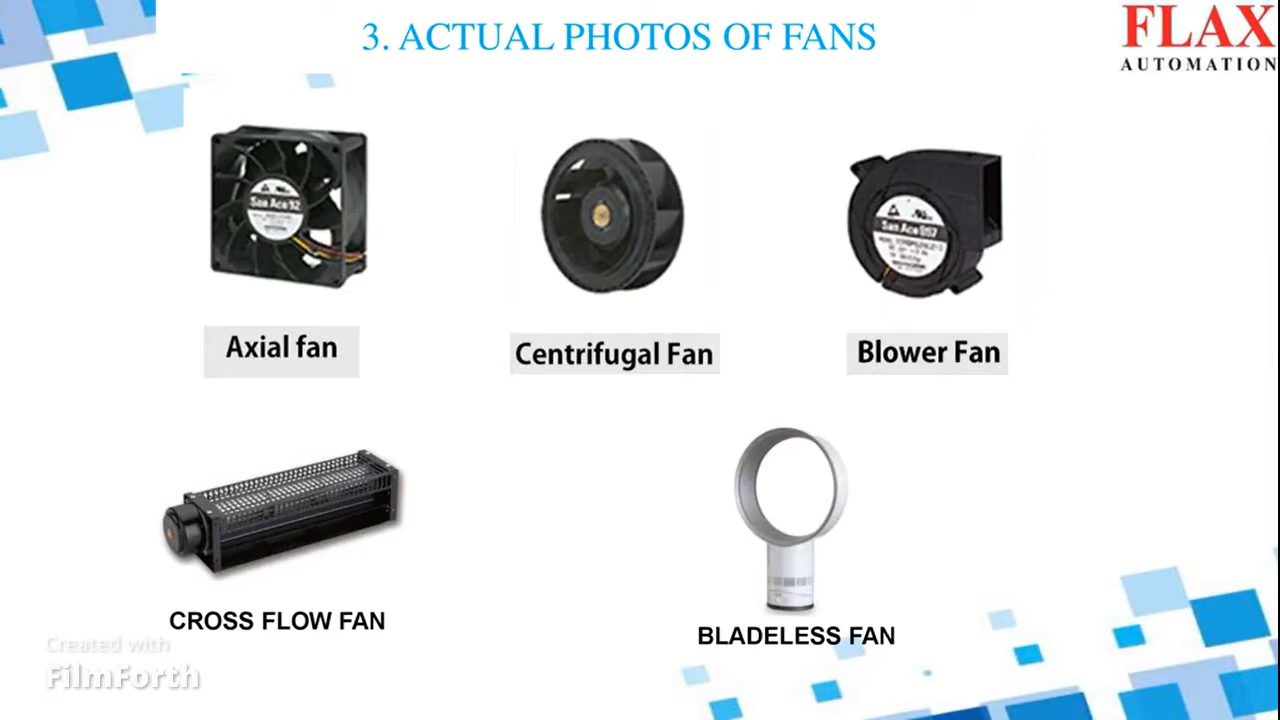 3. ACTUAL PHOTOS OF FANS
FLAX
AUTOMATION
San Ace 92
San Ace B97
Axial fan
Centrifugal Fan
Blower Fan
CROSS FLOW FAN
BLADELESS FAN
Created with
FilmForth